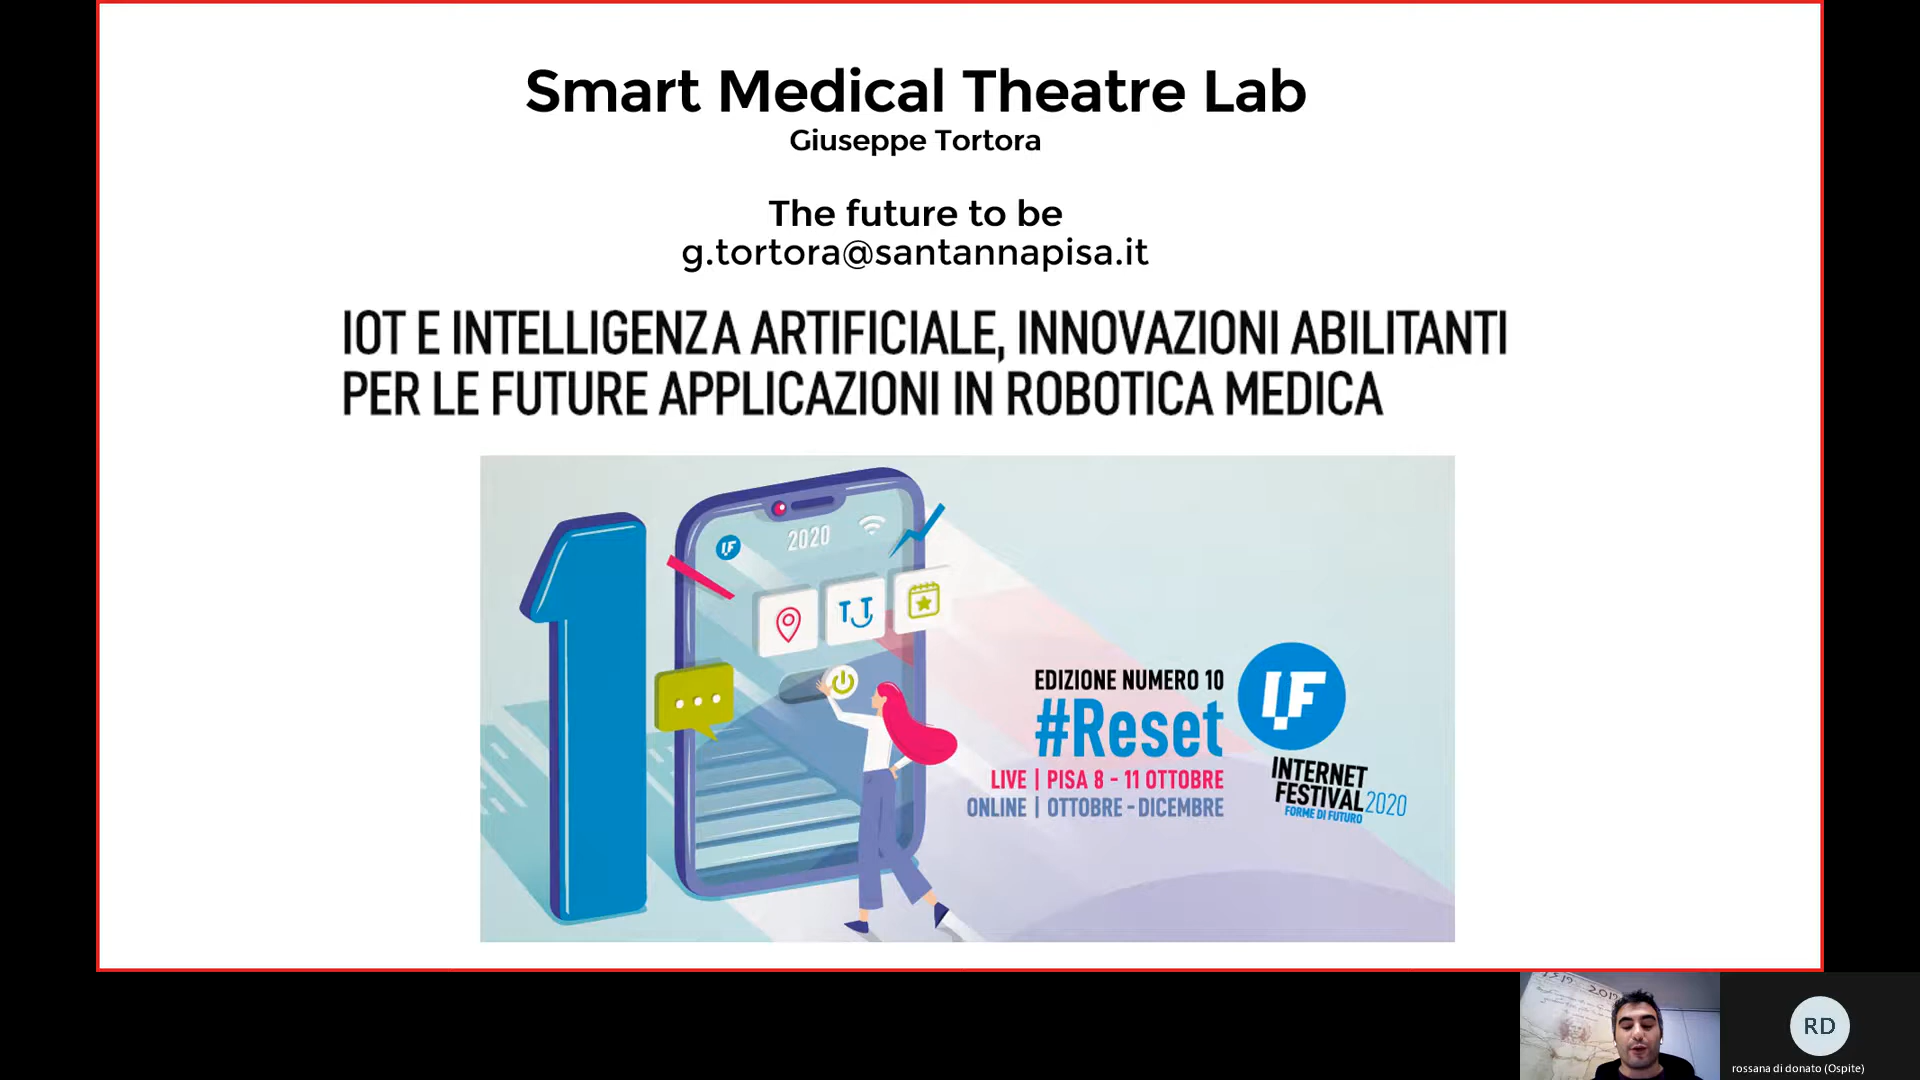 Smart Medical Theatre Lab
Giuseppe Tortora
The future to be
g.tortora@santannapisa.it
IOT E INTELLIGENZA ARTIFICIALE, INNOVAZIONI ABILITANTI
PER LE FUTURE APPLICAZIONI IN ROBOTICA MEDICA
10
2020
I.F
T T
EDIZIONE NUMERO 10
#Reset
LIVE | PISA 8 - 11 OTTOBRE
ONLINE | OTTOBRE - DICEMBRE
I.F
INTERNET
FESTIVAL 2020
FORME DI FUTURO
RD
rossana di donato (Ospite)